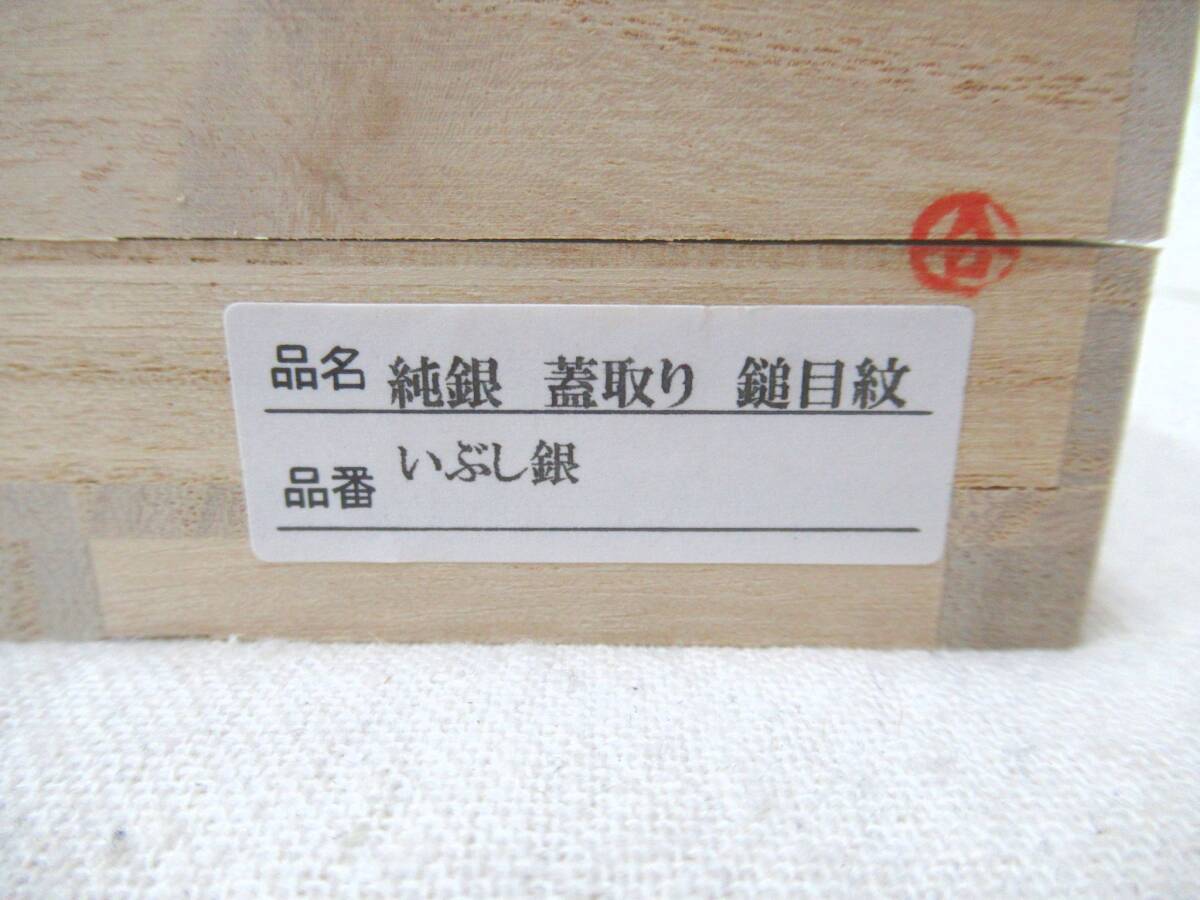 品名 純銀 蓋取り 鎚目紋
品番 いぶし銀